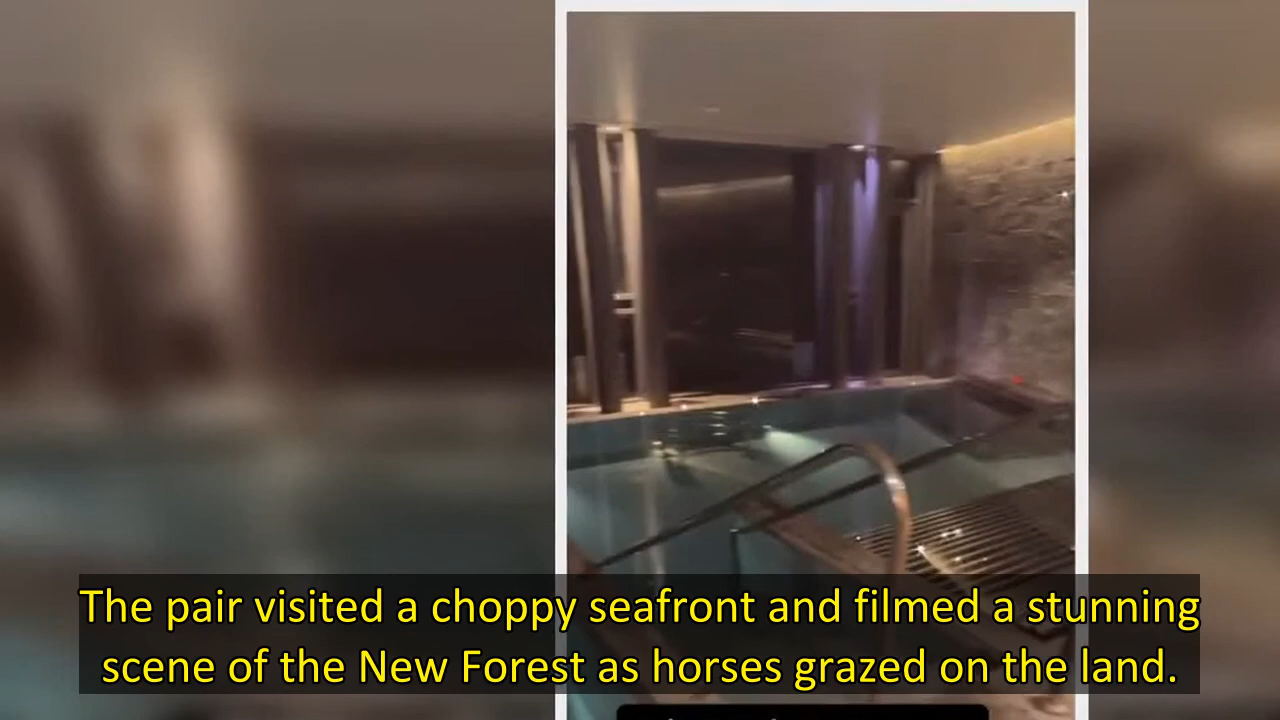 The pair visited a choppy seafront and filmed a stunning
scene of the New Forest as horses grazed on the land.